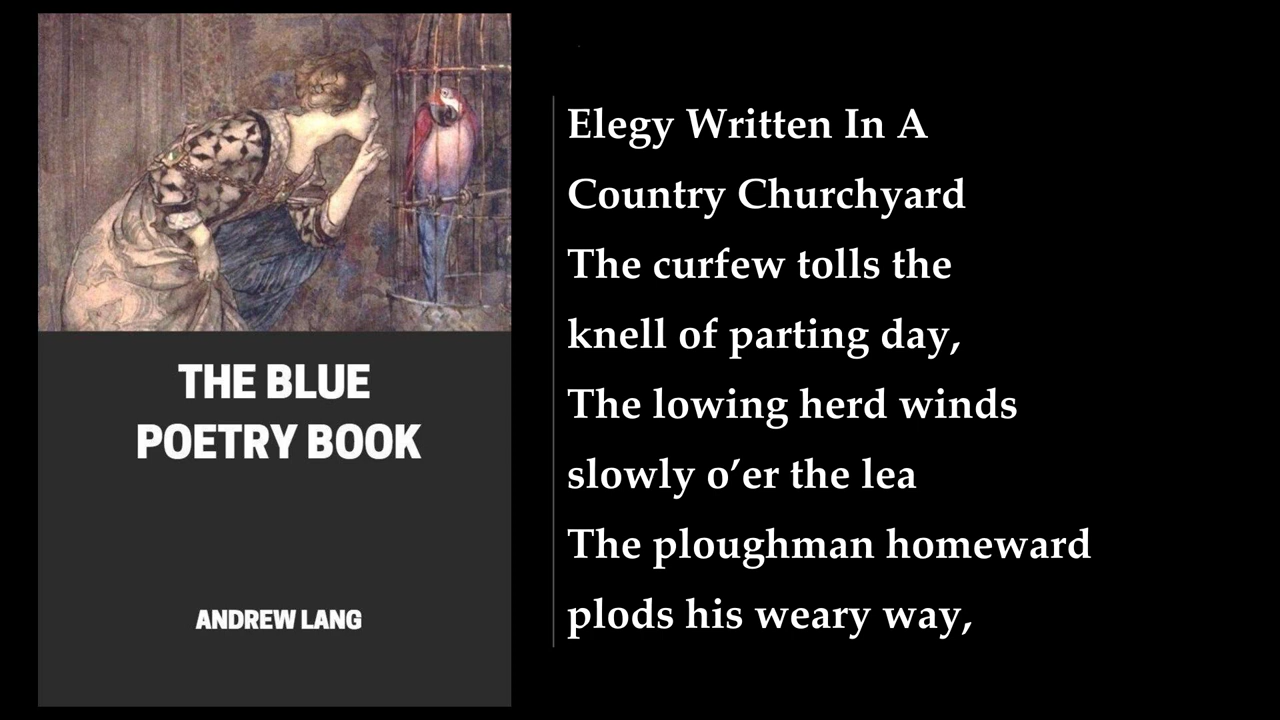 THE BLUE
POETRY BOOK
ANDREW LANG
Elegy Written In A
Country Churchyard
The curfew tolls the
knell of parting day,
The lowing herd winds
slowly o’er the lea
The ploughman homeward
plods his weary way,